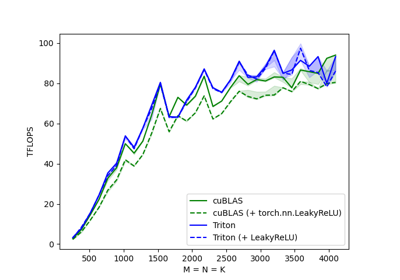 100
80
60
40
20
0
TFLOPS
cuBLAS
cuBLAS (+ torch.nn.LeakyReLU)
Triton
Triton (+ LeakyReLU)
500 1000 1500 2000 2500 3000 3500 4000
M = N = K